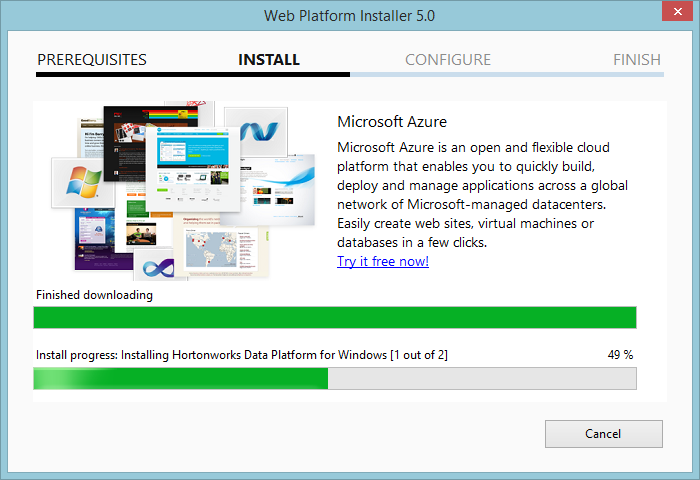 Web Platform Installer 5.0
PREREQUISITES
INSTALL
CONFIGURE
FINISH
Microsoft Azure
Microsoft Azure is an open and flexible cloud
platform that enables you to quickly build,
deploy and manage applications across a global
network of Microsoft-managed datacenters.
Easily create web sites, virtual machines or
databases in a few clicks.
Try it free now!
Finished downloading
Install progress: Installing Hortonworks Data Platform for Windows [1 out of 2]
49 %
Cancel